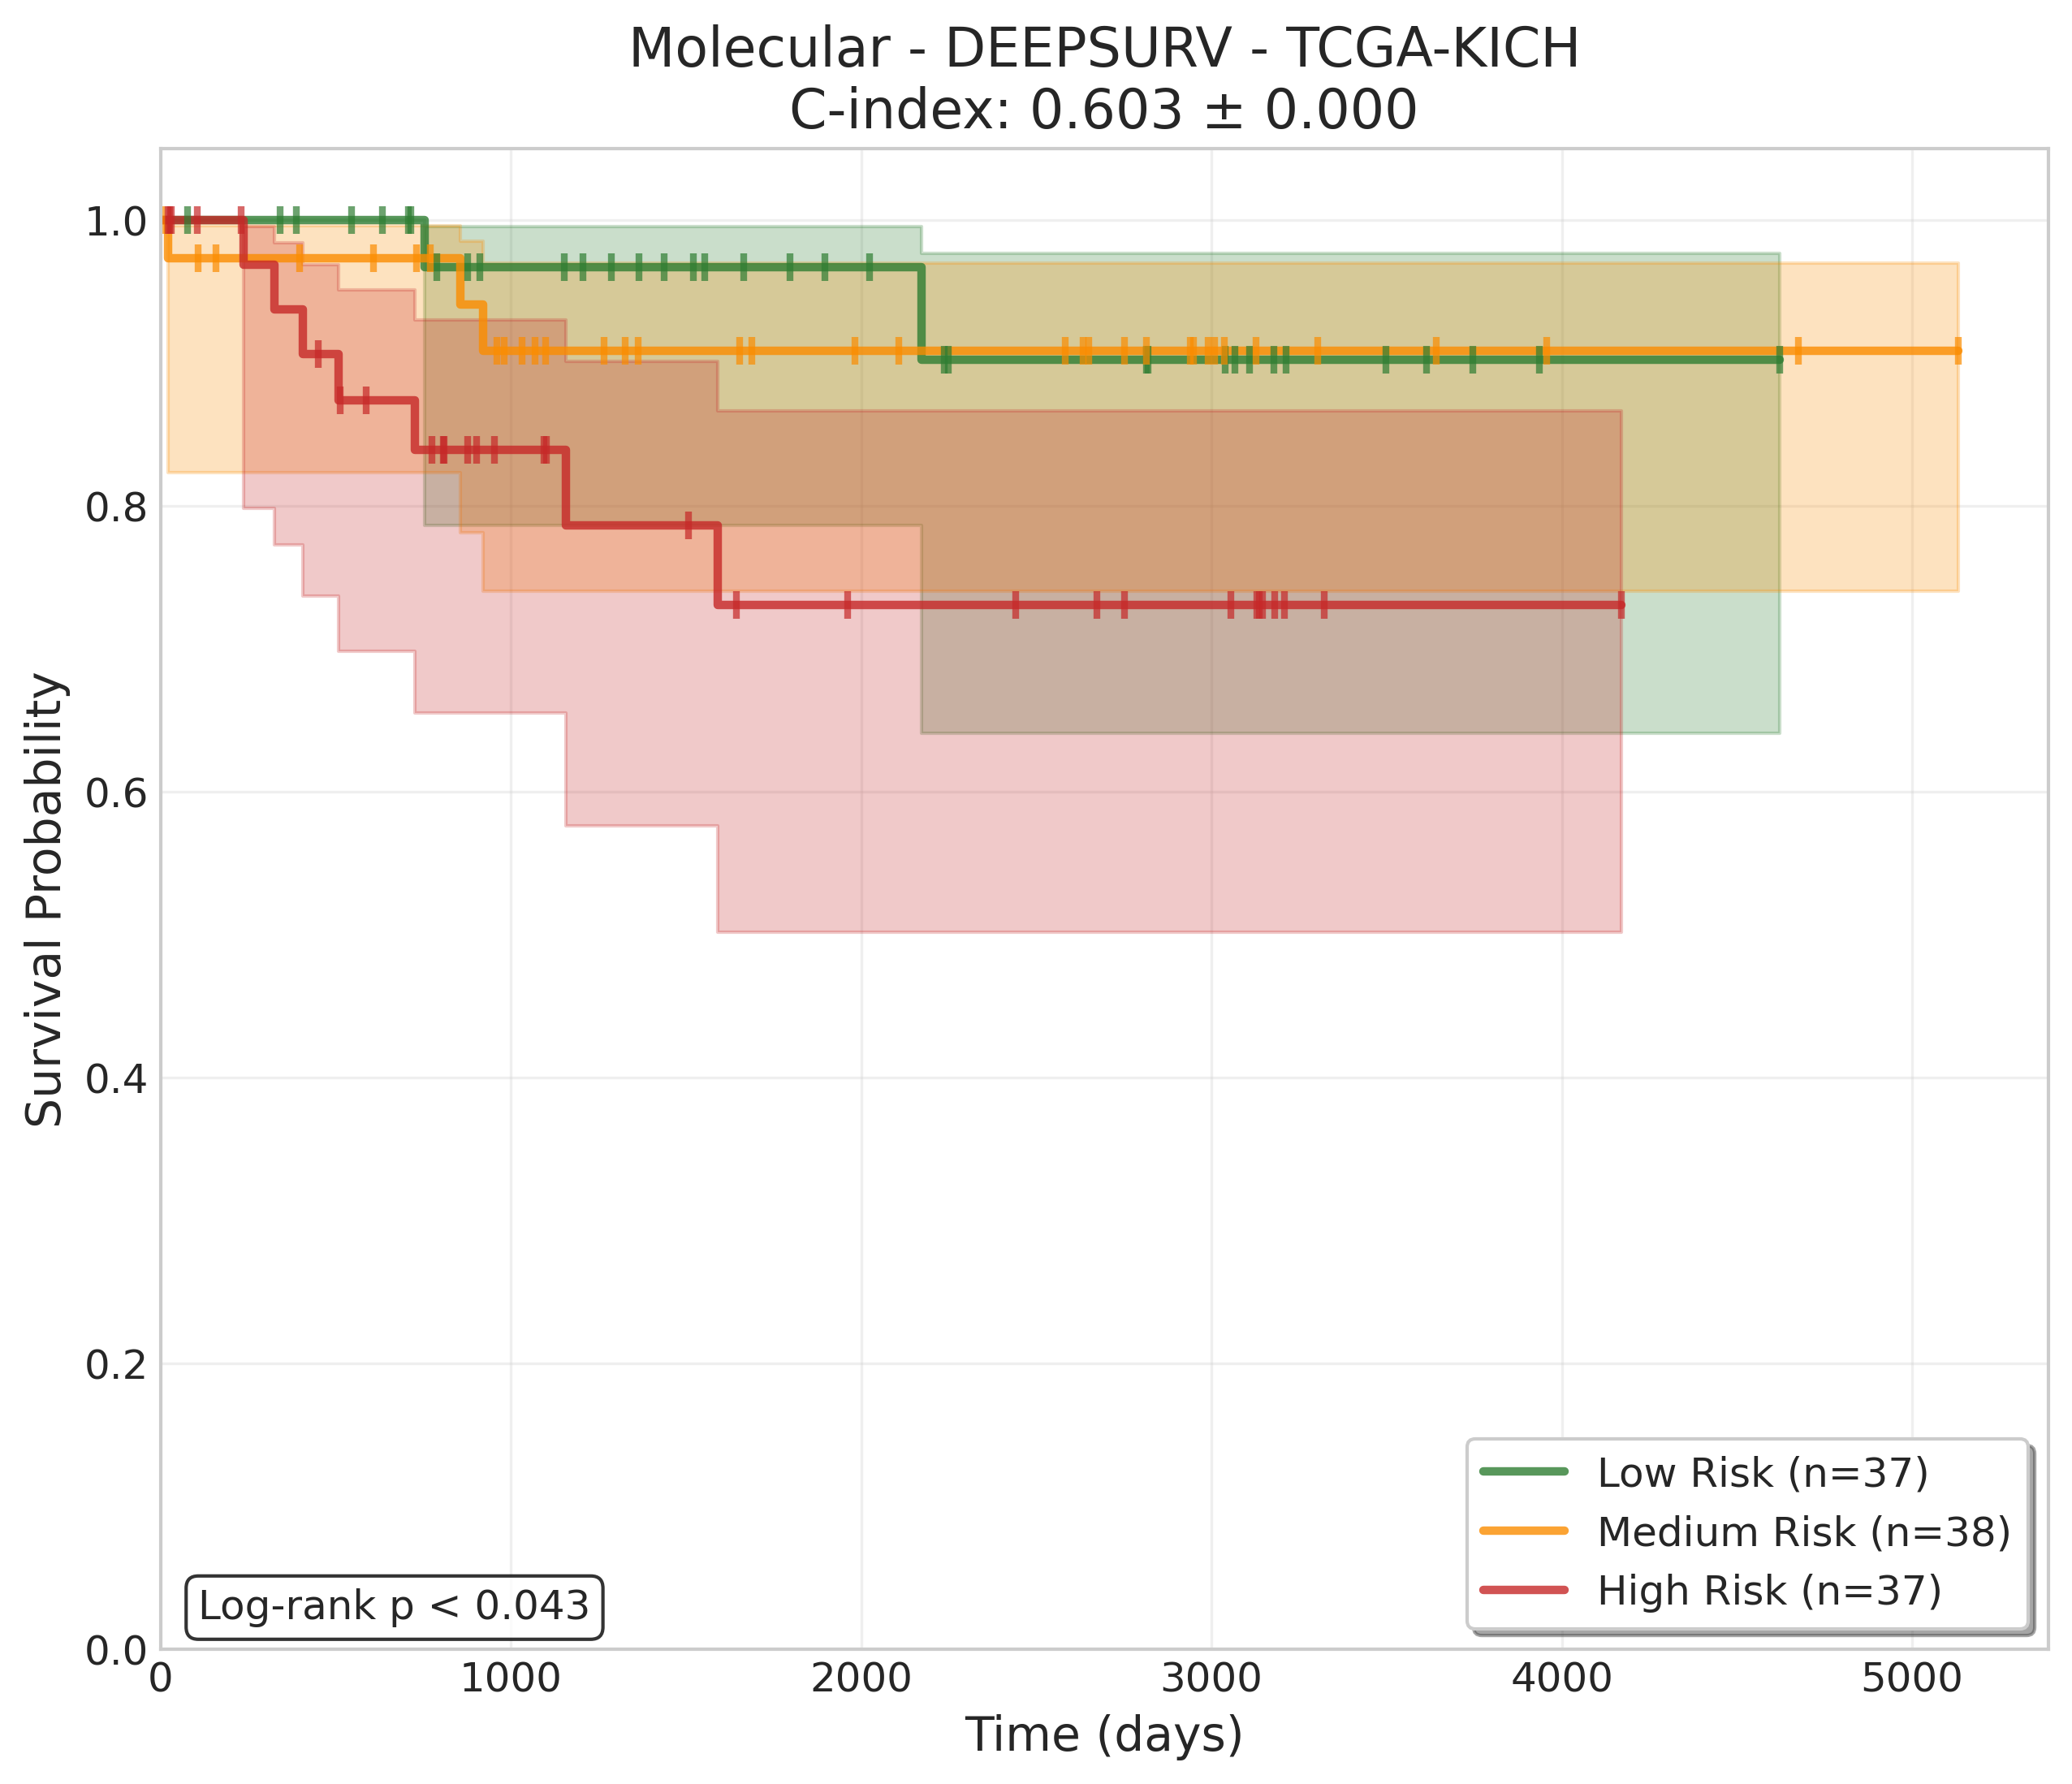 Molecular - DEEPSURV - TCGA-KICH
C-index: 0.603 ± 0.000
Survival Probability
1.0
0.8
0.6
0.4
0.2
0.0
0 1000 2000 3000 4000 5000
Time (days)
Log-rank p < 0.043
Low Risk (n=37)
Medium Risk (n=38)
High Risk (n=37)